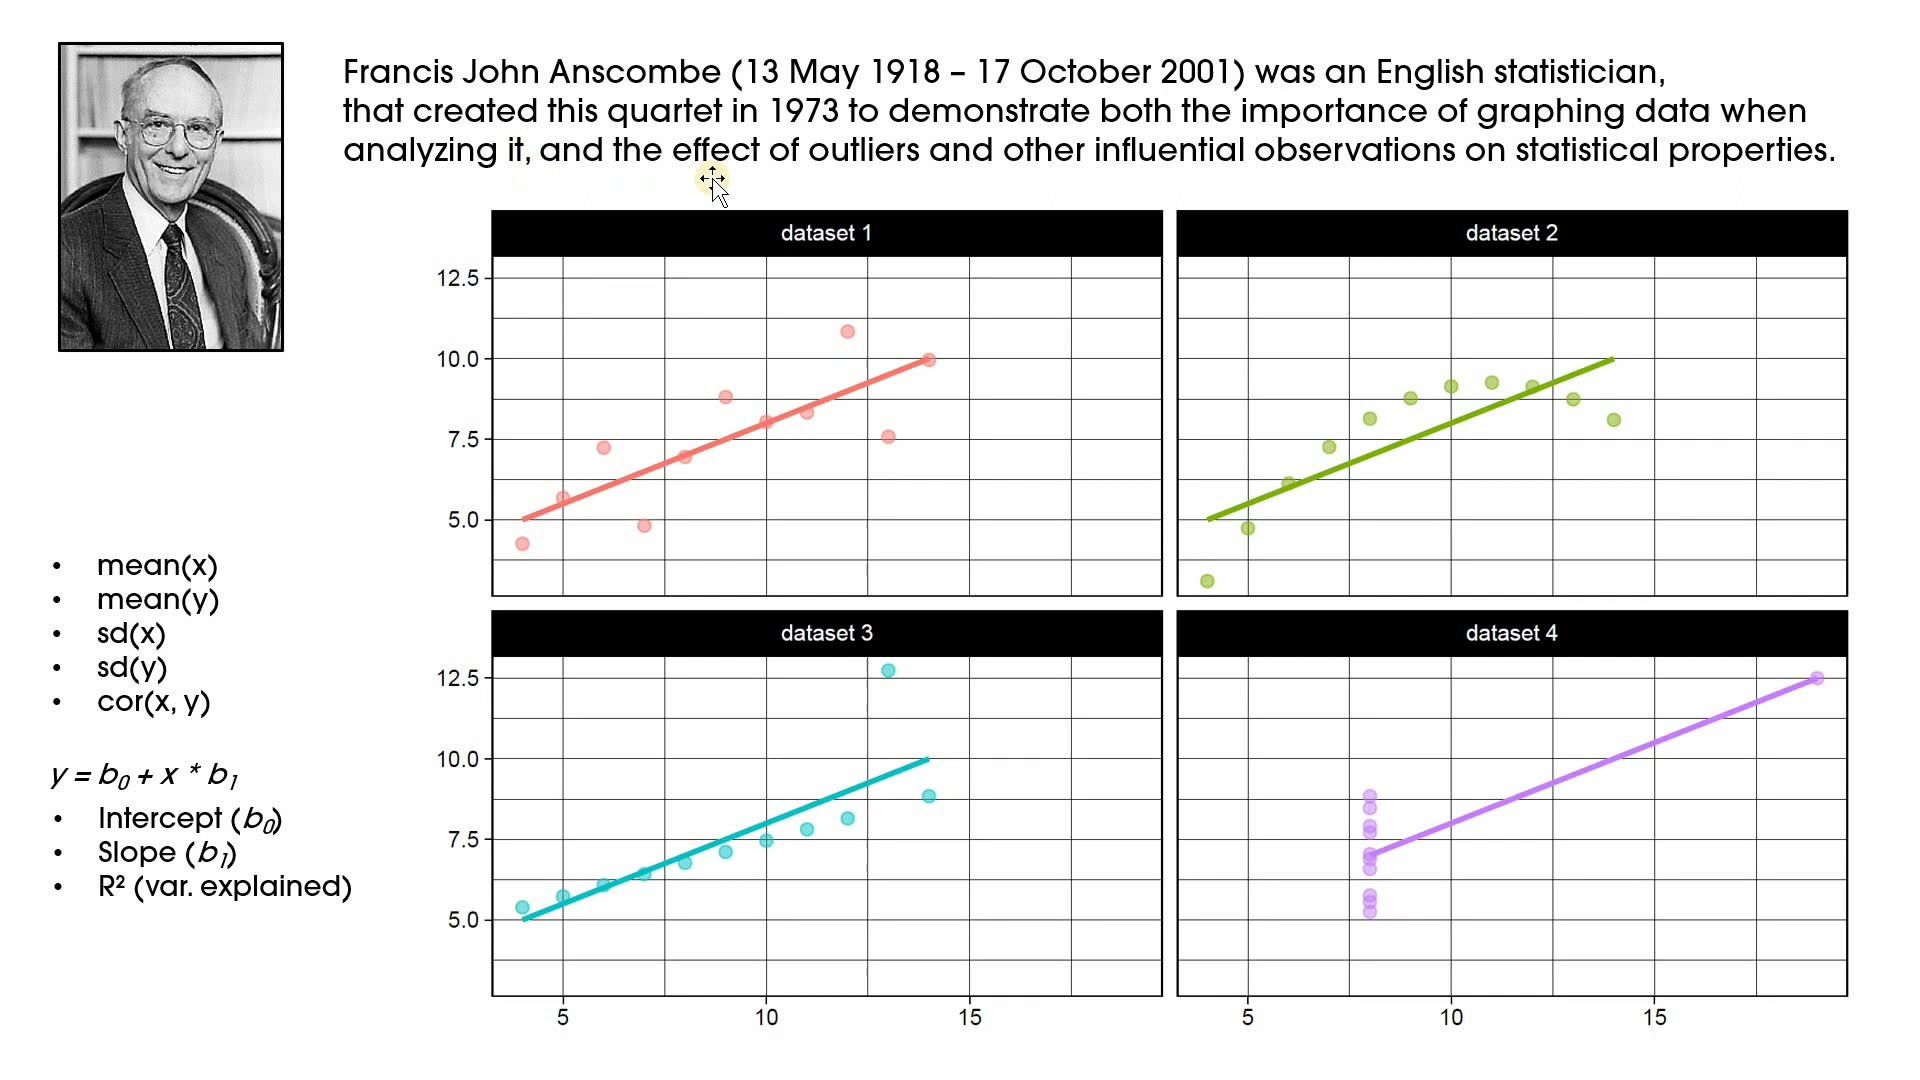 Francis John Anscombe (13 May 1918 – 17 October 2001) was an English statistician,
that created this quartet in 1973 to demonstrate both the importance of graphing data when
analyzing it, and the effect of outliers and other influential observations on statistical properties.
dataset 1
dataset 2
12.5
10.0
7.5
5.0
dataset 3
dataset 4
12.5
10.0
7.5
5.0
5
10
15
5
10
15
• mean(x)
• mean(y)
• sd(x)
• sd(y)
• cor(x, y)
y = b₀ + x * b₁
• Intercept (b₀)
• Slope (b₁)
• R² (var. explained)